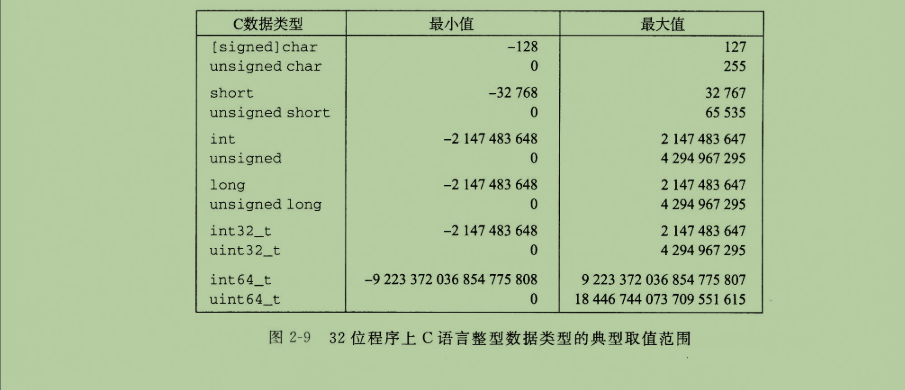 C数据类型 最小值 最大值
[signed]char −128 127
unsigned char 0 255
short −32 768 32 767
unsigned short 0 65 535
int −2 147 483 648 2 147 483 647
unsigned 0 4 294 967 295
long −2 147 483 648 2 147 483 647
unsigned long 0 4 294 967 295
int32_t −2 147 483 648 2 147 483 647
uint32_t 0 4 294 967 295
int64_t −9 223 372 036 854 775 808 9 223 372 036 854 775 807
uint64_t 0 18 446 744 073 709 551 615
图 2-9 32 位程序上 C 语言整型数据类型的典型取值范围